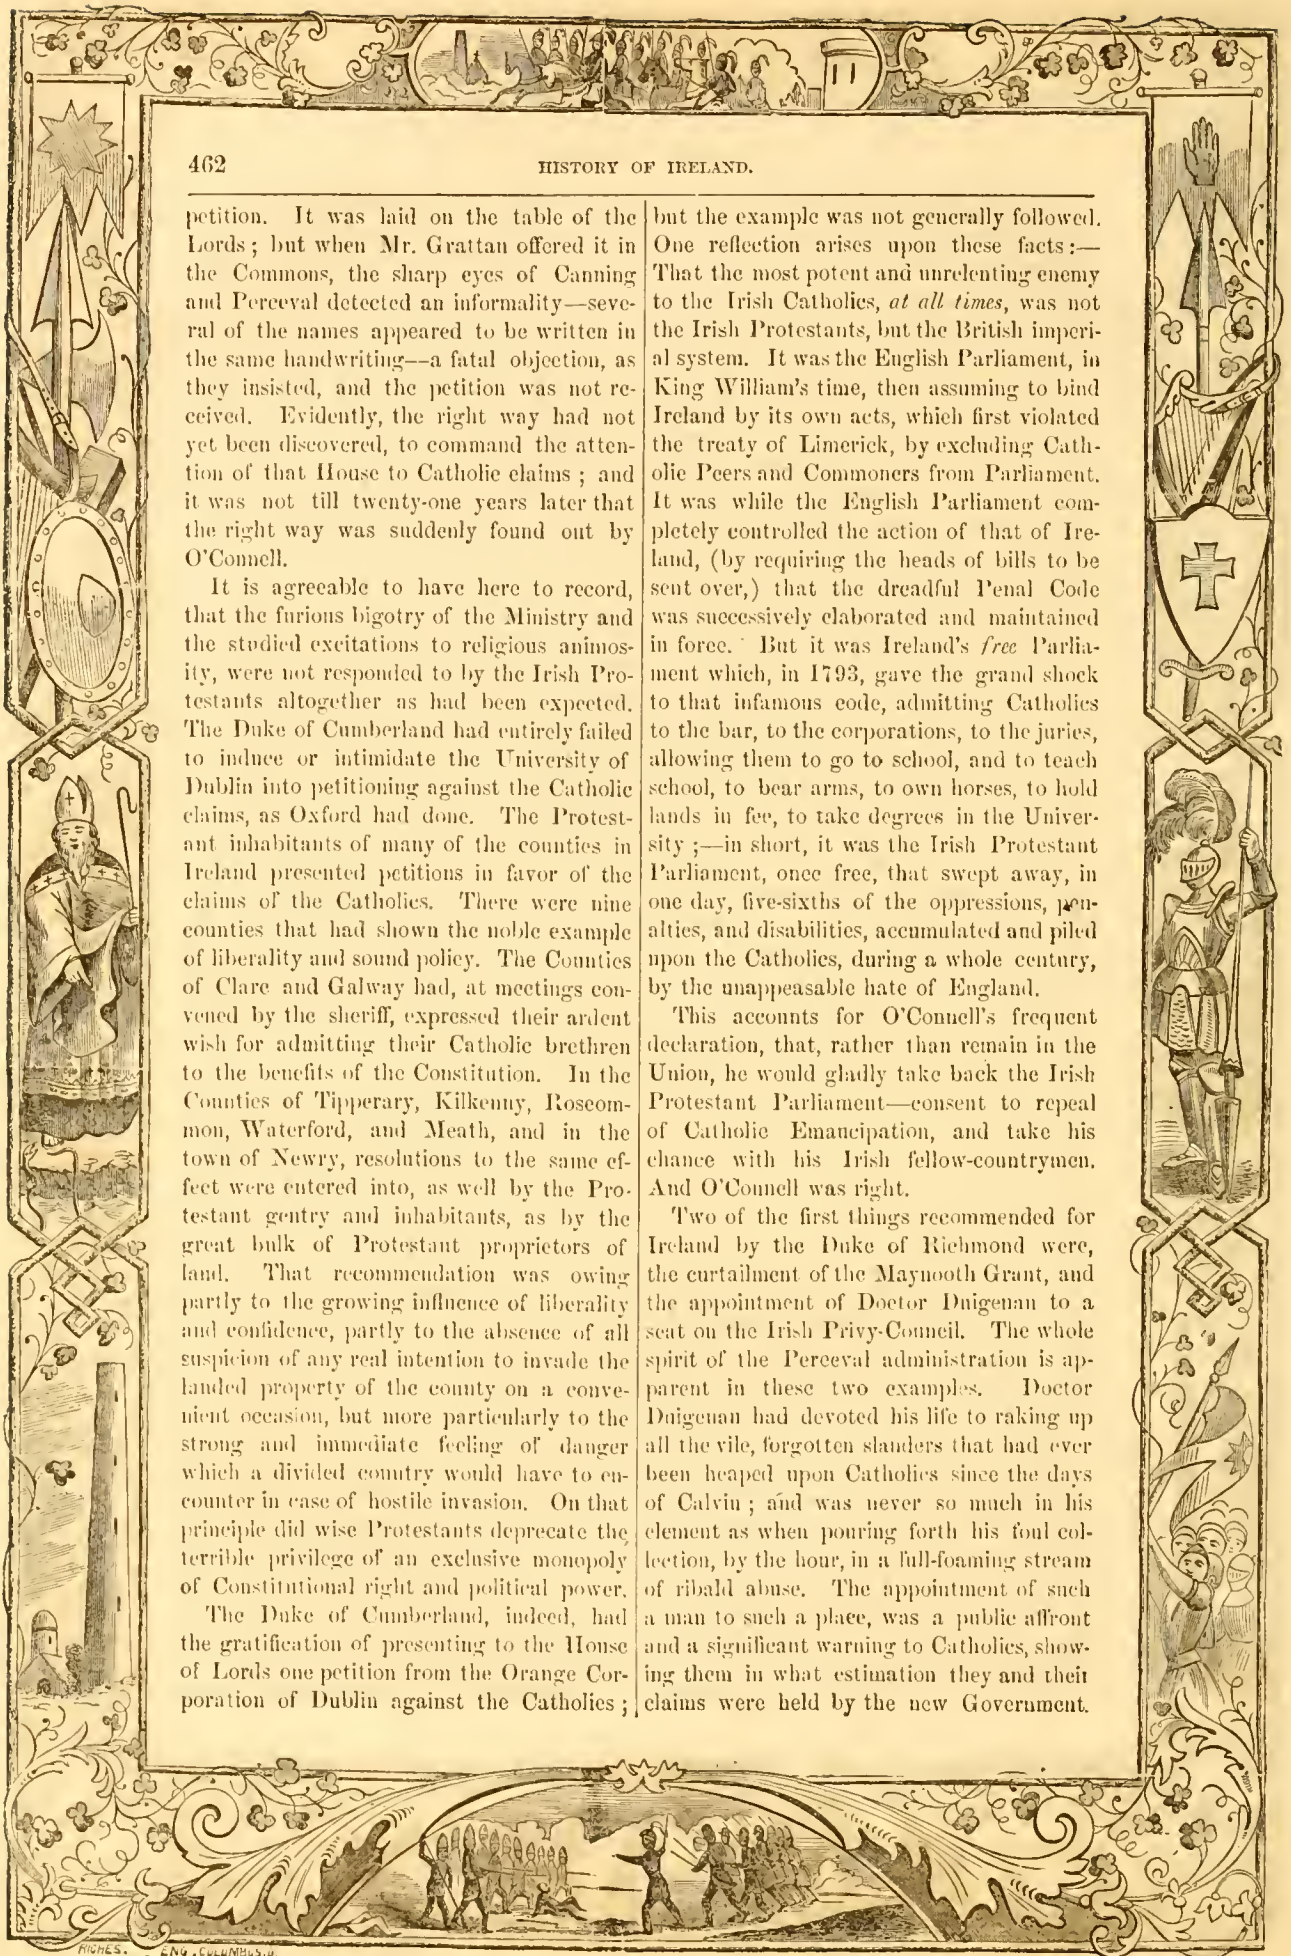 462
HISTORY OF IRELAND.
petition. It was laid on the table of the
Lords; but when Mr. Grattan offered it in
the Commons, the sharp eyes of Canning
and Perceval detected an informality—seve-
ral of the names appeared to be written in
the same handwriting—a fatal objection, as
they insisted, and the petition was not re-
ceived. Evidently, the right way had not
yet been discovered, to command the atten-
tion of that House to Catholic claims; and
it was not till twenty-one years later that
the right way was suddenly found out by
O'Connell.
It is agreeable to have here to record,
that the furious bigotry of the Ministry and
the studied excitations to religious animos-
ity, were not responded to by the Irish Pro-
testants altogether as had been expected.
The Duke of Cumberland had entirely failed
to induce or intimidate the University of
Dublin into petitioning against the Catholic
claims, as Oxford had done. The Protest-
ant inhabitants of many of the counties in
Ireland presented petitions in favor of the
claims of the Catholics. There were nine
counties that had shown the noble example
of liberality and sound policy. The Counties
of Clare and Galway had, at meetings con-
vened by the sheriff, expressed their ardent
wish for admitting their Catholic brethren
to the benefits of the Constitution. In the
Counties of Tipperary, Kilkenny, Roscom-
mon, Waterford, and Meath, and in the
town of Newry, resolutions to the same ef-
fect were entered into, as well by the Pro-
testant gentry and inhabitants, as by the
great bulk of Protestant proprietors of
land. That recommendation was owing
partly to the growing influence of liberality
and confidence, partly to the absence of all
suspicion of any real intention to invade the
landed property of the county on a conve-
nient occasion, but more particularly to the
strong and immediate feeling of danger
which a divided country would have to en-
counter in case of hostile invasion. On that
principle did wise Protestants deprecate the
terrible privilege of an exclusive monopoly
of Constitutional right and political power.
The Duke of Cumberland, indeed, had
the gratification of presenting to the House
of Lords one petition from the Orange Cor-
poration of Dublin against the Catholics;
but the example was not generally followed.
One reflection arises upon these facts:—
That the most potent and unrelenting enemy
to the Irish Catholics, at all times, was not
the Irish Protestants, but the British imperi-
al system. It was the English Parliament, in
King William's time, then assuming to bind
Ireland by its own acts, which first violated
the treaty of Limerick, by excluding Cath-
olic Peers and Commoners from Parliament.
It was while the English Parliament com-
pletely controlled the action of that of Ire-
land, (by requiring the heads of bills to be
sent over,) that the dreadful Penal Code
was successively elaborated and maintained
in force. But it was Ireland's free Parlia-
ment which, in 1793, gave the grand shock
to that infamous code, admitting Catholics
to the bar, to the corporations, to the juries,
allowing them to go to school, and to teach
school, to bear arms, to own horses, to hold
lands in fee, to take degrees in the Univer-
sity;—in short, it was the Irish Protestant
Parliament, once free, that swept away, in
one day, five-sixths of the oppressions, pen-
alties, and disabilities, accumulated and piled
upon the Catholics, during a whole century,
by the unappeasable hate of England.
This accounts for O'Connell's frequent
declaration, that, rather than remain in the
Union, he would gladly take back the Irish
Protestant Parliament—consent to repeal
of Catholic Emancipation, and take his
chance with his Irish fellow-countrymen.
And O'Connell was right.
Two of the first things recommended for
Ireland by the Duke of Richmond were,
the curtailment of the Maynooth Grant, and
the appointment of Doctor Duigenan to a
seat on the Irish Privy-Council. The whole
spirit of the Perceval administration is ap-
parent in these two examples. Doctor
Duigenan had devoted his life to raking up
all the vile, forgotten slanders that had ever
been heaped upon Catholics since the days
of Calvin; and was never so much in his
element as when pouring forth his foul col-
lection, by the hour, in a full-foaming stream
of ribald abuse. The appointment of such
a man to such a place, was a public affront
and a significant warning to Catholics, show-
ing them in what estimation they and their
claims were held by the new Government.
RICHES. ENG. COLUMBUS.O.